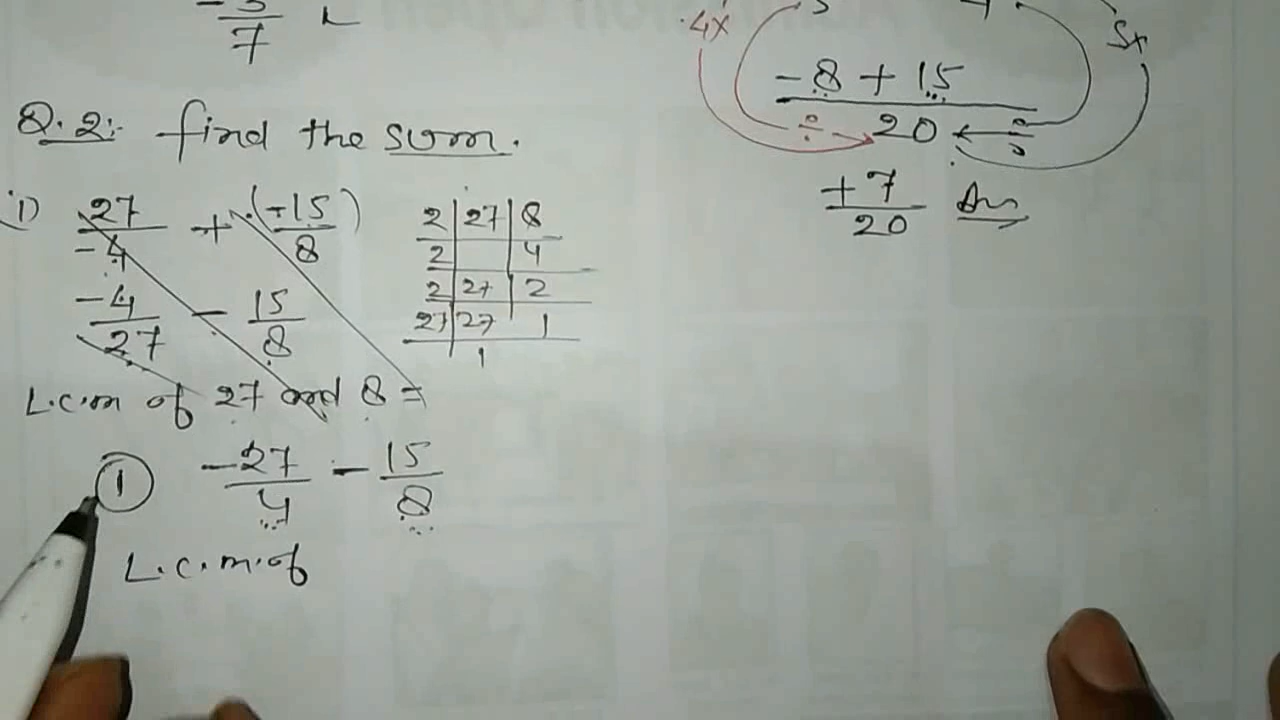 7
Q.2:- find the sum.
i) 27/-4 + (-15/8)
-4/27 - 15/8
L.C.m of 27 and 8 =
① -27/4 - 15/8
L.C.m.of
2 | 27 | 8
2 | | 4
2 | 27 | 2
27 | 27 | 1
1
4x
5x
-8 + 15
÷ 20 ÷
+7/20 Ans